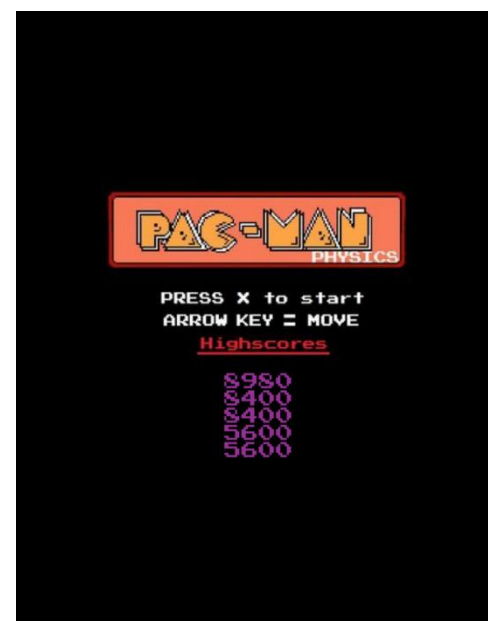 PAC-MAN
PHYSICS
PRESS X to start
ARROW KEY = MOVE
Highscores
8980
8400
8400
5600
5600